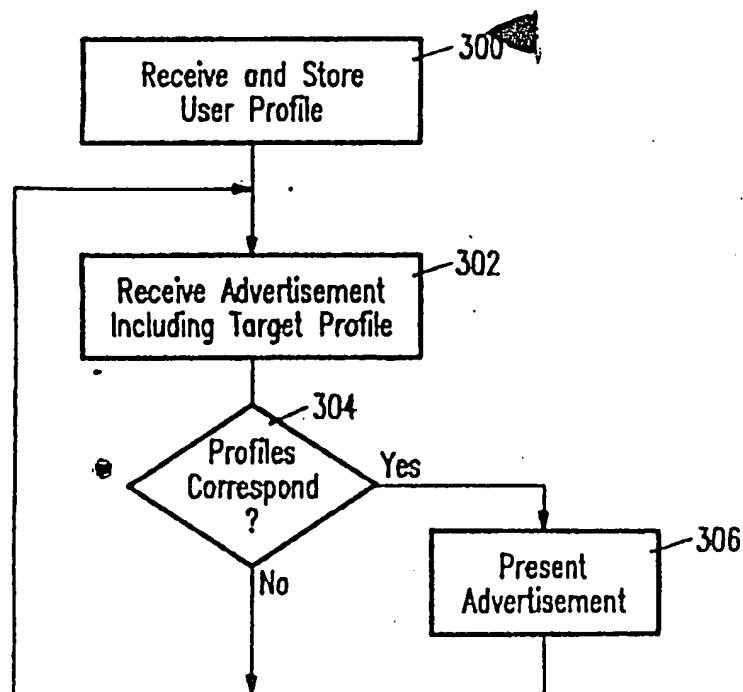 300
Receive and Store
User Profile
302
Receive Advertisement
Including Target Profile
304
Profiles
Correspond
?
Yes
No
306
Present
Advertisement